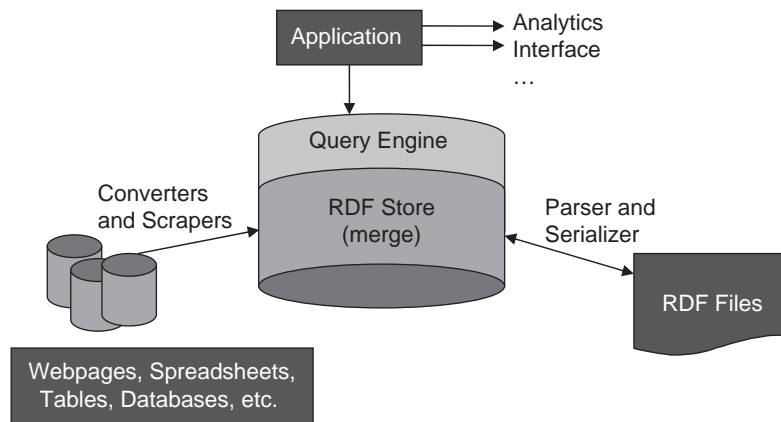 Application
Analytics
Interface
…
Query Engine
RDF Store
(merge)
Converters
and Scrapers
Parser and
Serializer
RDF Files
Webpages, Spreadsheets,
Tables, Databases, etc.